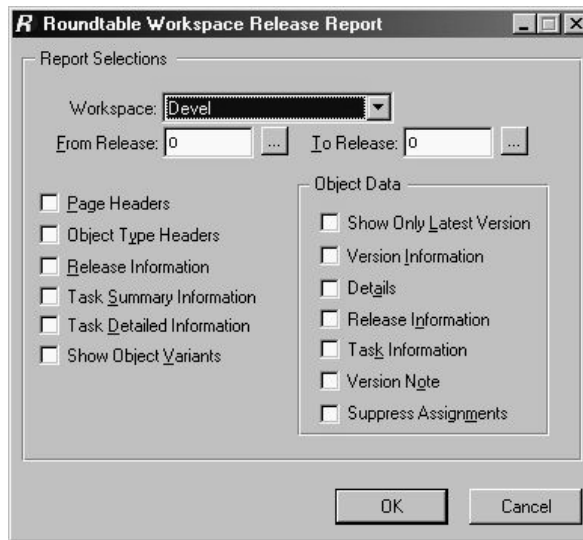 R Roundtable Workspace Release Report
Report Selections
Workspace: Devel
From Release: 0 ... To Release: 0 ...
Page Headers
Object Type Headers
Release Information
Task Summary Information
Task Detailed Information
Show Object Variants
Object Data
Show Only Latest Version
Version Information
Details
Release Information
Task Information
Version Note
Suppress Assignments
OK Cancel